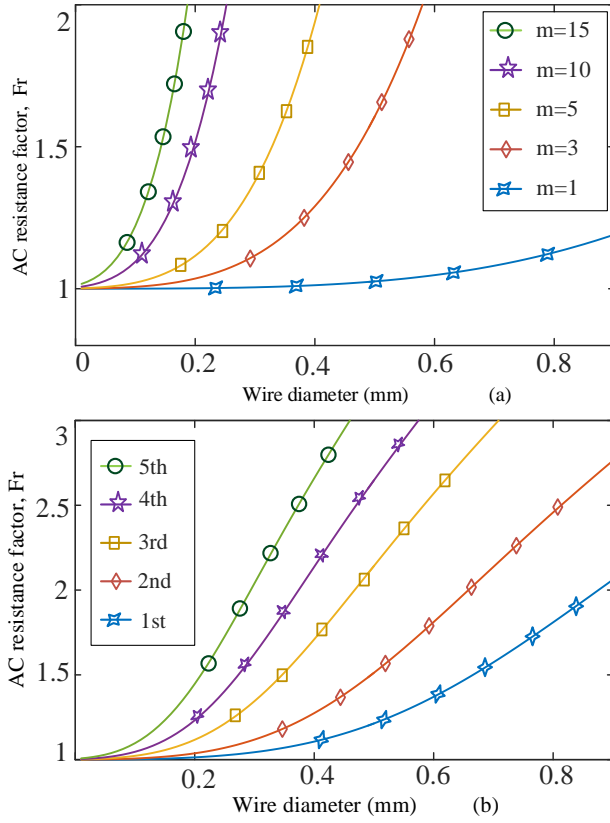 AC resistance factor, Fr
2
1.5
1
m=15
m=10
m=5
m=3
m=1
0
0.2
0.4
0.6
0.8
Wire diameter (mm)
(a)
AC resistance factor, Fr
3
2.5
2
1.5
1
5th
4th
3rd
2nd
1st
0.2
0.4
0.6
0.8
Wire diameter (mm)
(b)